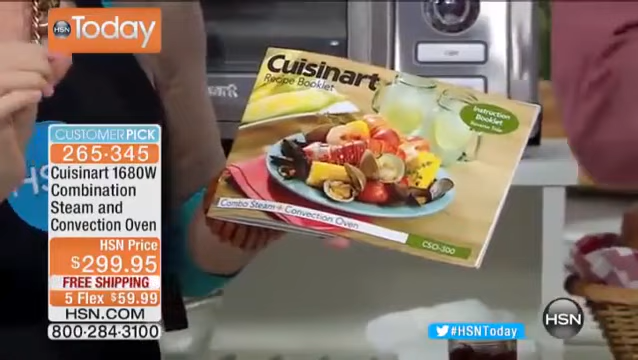 HSN Today
CUSTOMER PICK
265-345
Cuisinart 1680W
Combination
Steam and
Convection Oven
HSN Price
$299.95
FREE SHIPPING
5 Flex $59.99
HSN.COM
800-284-3100
Cuisinart
Recipe Booklet
Instruction
Booklet
Reverse Side
Combo Steam + Convection Oven
CSO-300
#HSNToday
HSN